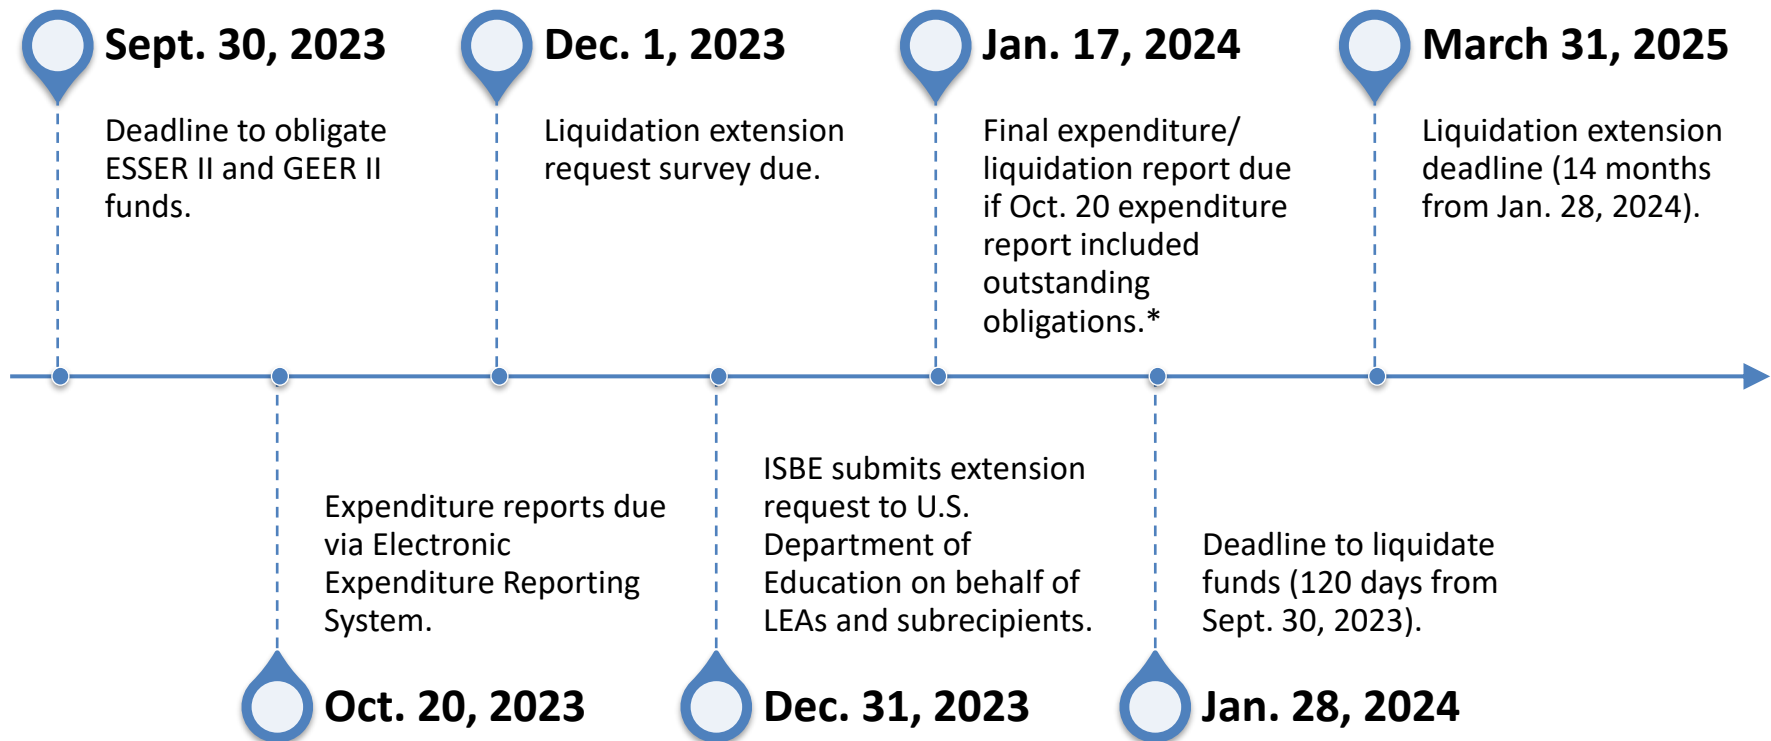 Sept. 30, 2023
Deadline to obligate
ESSER II and GEER II
funds.
Oct. 20, 2023
Expenditure reports due
via Electronic
Expenditure Reporting
System.
Dec. 1, 2023
Liquidation extension
request survey due.
Dec. 31, 2023
ISBE submits extension
request to U.S.
Department of
Education on behalf of
LEAs and subrecipients.
Jan. 17, 2024
Final expenditure/
liquidation report due
if Oct. 20 expenditure
report included
outstanding
obligations.*
Jan. 28, 2024
Deadline to liquidate
funds (120 days from
Sept. 30, 2023).
March 31, 2025
Liquidation extension
deadline (14 months
from Jan. 28, 2024).